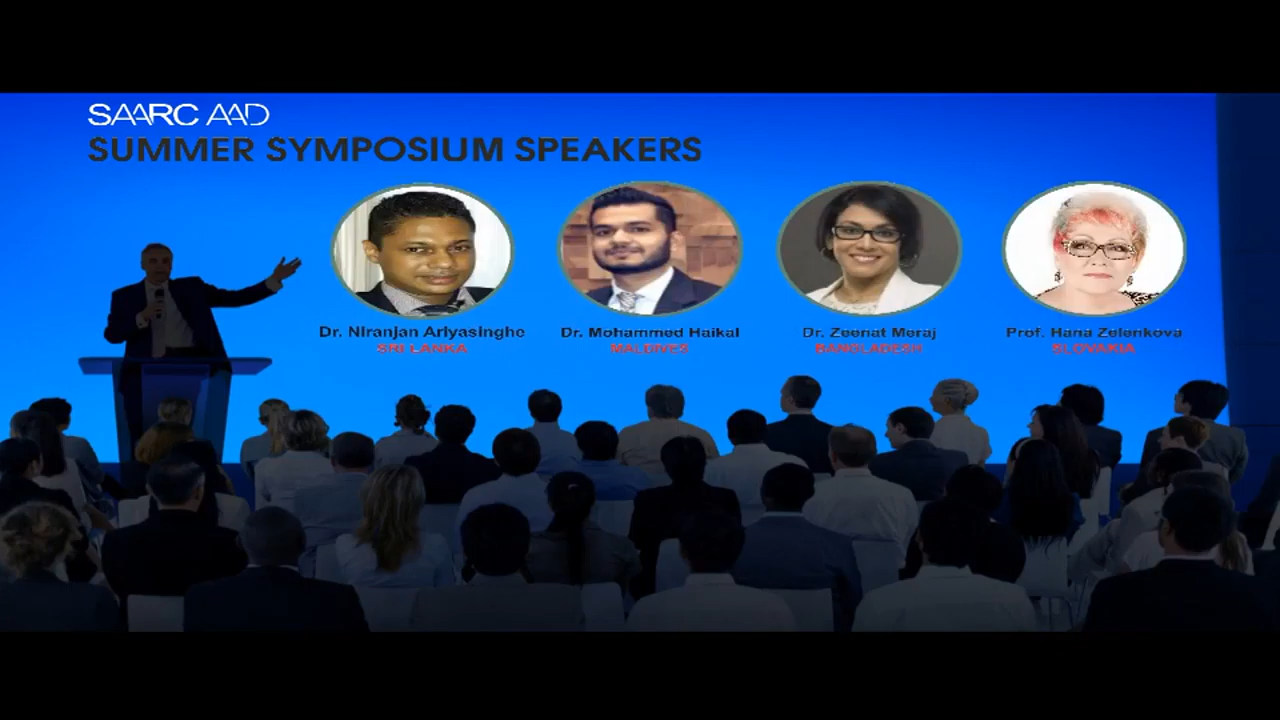 SAARC AAD
SUMMER SYMPOSIUM SPEAKERS
Dr. Niranjan Ariyasinghe
SRI LANKA
Dr. Mohammed Haikal
MALDIVES
Dr. Zeenat Meraj
BANGLADESH
Prof. Hana Zelenkova
SLOVAKIA